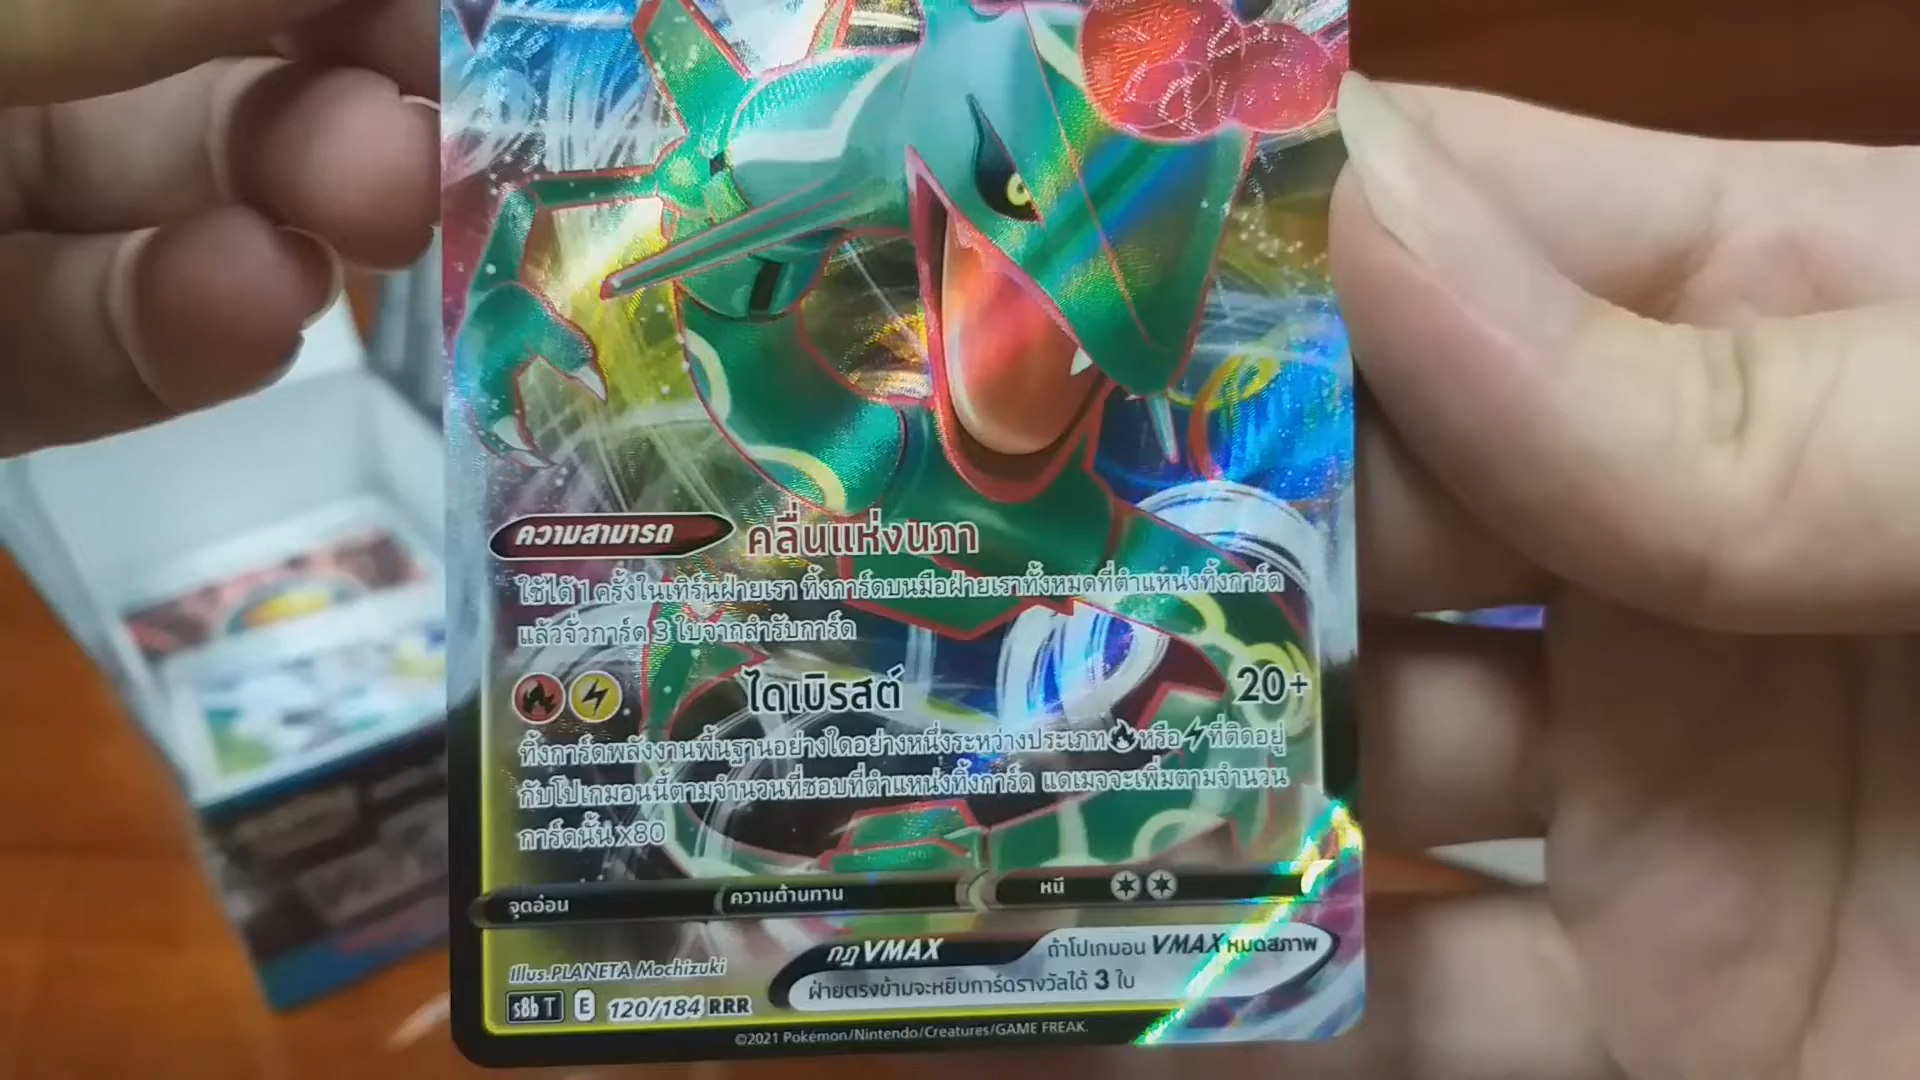 ความสามารถ คลื่นแห่งนภา
ใช้ได้ 1 ครั้งในเทิร์นฝ่ายเรา ทิ้งการ์ดบนมือฝ่ายเราทั้งหมดที่ตำแหน่งทิ้งการ์ด
แล้วจั่วการ์ด 3 ใบจากสำรับการ์ด
ไดเบิรสต์ 20+
ทิ้งการ์ดพลังงานพื้นฐานอย่างใดอย่างหนึ่งระหว่างประเภท หรือ ที่ติดอยู่
กับโปเกมอนนี้ตามจำนวนที่ชอบที่ตำแหน่งทิ้งการ์ด แดเมจจะเพิ่มตามจำนวน
การ์ดนั้น x80
จุดอ่อน ความต้านทาน หนี
กฎ VMAX ถ้าโปเกมอน VMAX หมดสภาพ
ฝ่ายตรงข้ามจะหยิบการ์ดรางวัลได้ 3 ใบ
Illus.PLANETA Mochizuki
s8b T E 120/184 RRR
©2021 Pokémon/Nintendo/Creatures/GAME FREAK.